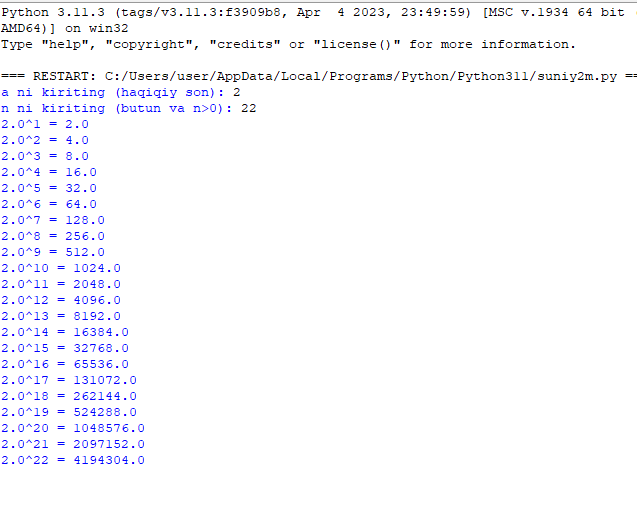 Python 3.11.3 (tags/v3.11.3:f3909b8, Apr  4 2023, 23:49:59) [MSC v.1934 64 bit
AMD64)] on win32
Type "help", "copyright", "credits" or "license()" for more information.
=== RESTART: C:/Users/user/AppData/Local/Programs/Python/Python311/suniy2m.py ==
a ni kiriting (haqiqiy son): 2
n ni kiriting (butun va n>0): 22
2.0^1 = 2.0
2.0^2 = 4.0
2.0^3 = 8.0
2.0^4 = 16.0
2.0^5 = 32.0
2.0^6 = 64.0
2.0^7 = 128.0
2.0^8 = 256.0
2.0^9 = 512.0
2.0^10 = 1024.0
2.0^11 = 2048.0
2.0^12 = 4096.0
2.0^13 = 8192.0
2.0^14 = 16384.0
2.0^15 = 32768.0
2.0^16 = 65536.0
2.0^17 = 131072.0
2.0^18 = 262144.0
2.0^19 = 524288.0
2.0^20 = 1048576.0
2.0^21 = 2097152.0
2.0^22 = 4194304.0